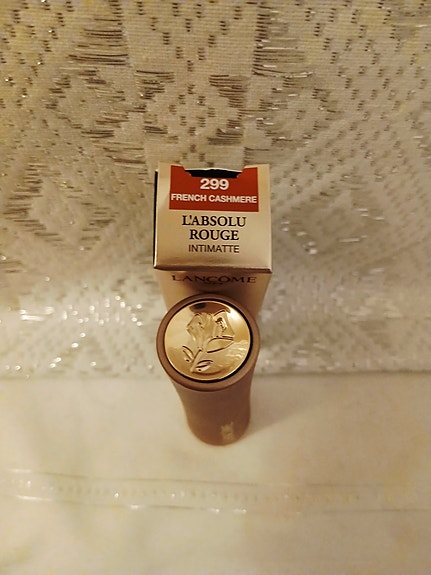 299
FRENCH CASHMERE
L'ABSOLU
ROUGE
INTIMATTE
LANCÔME